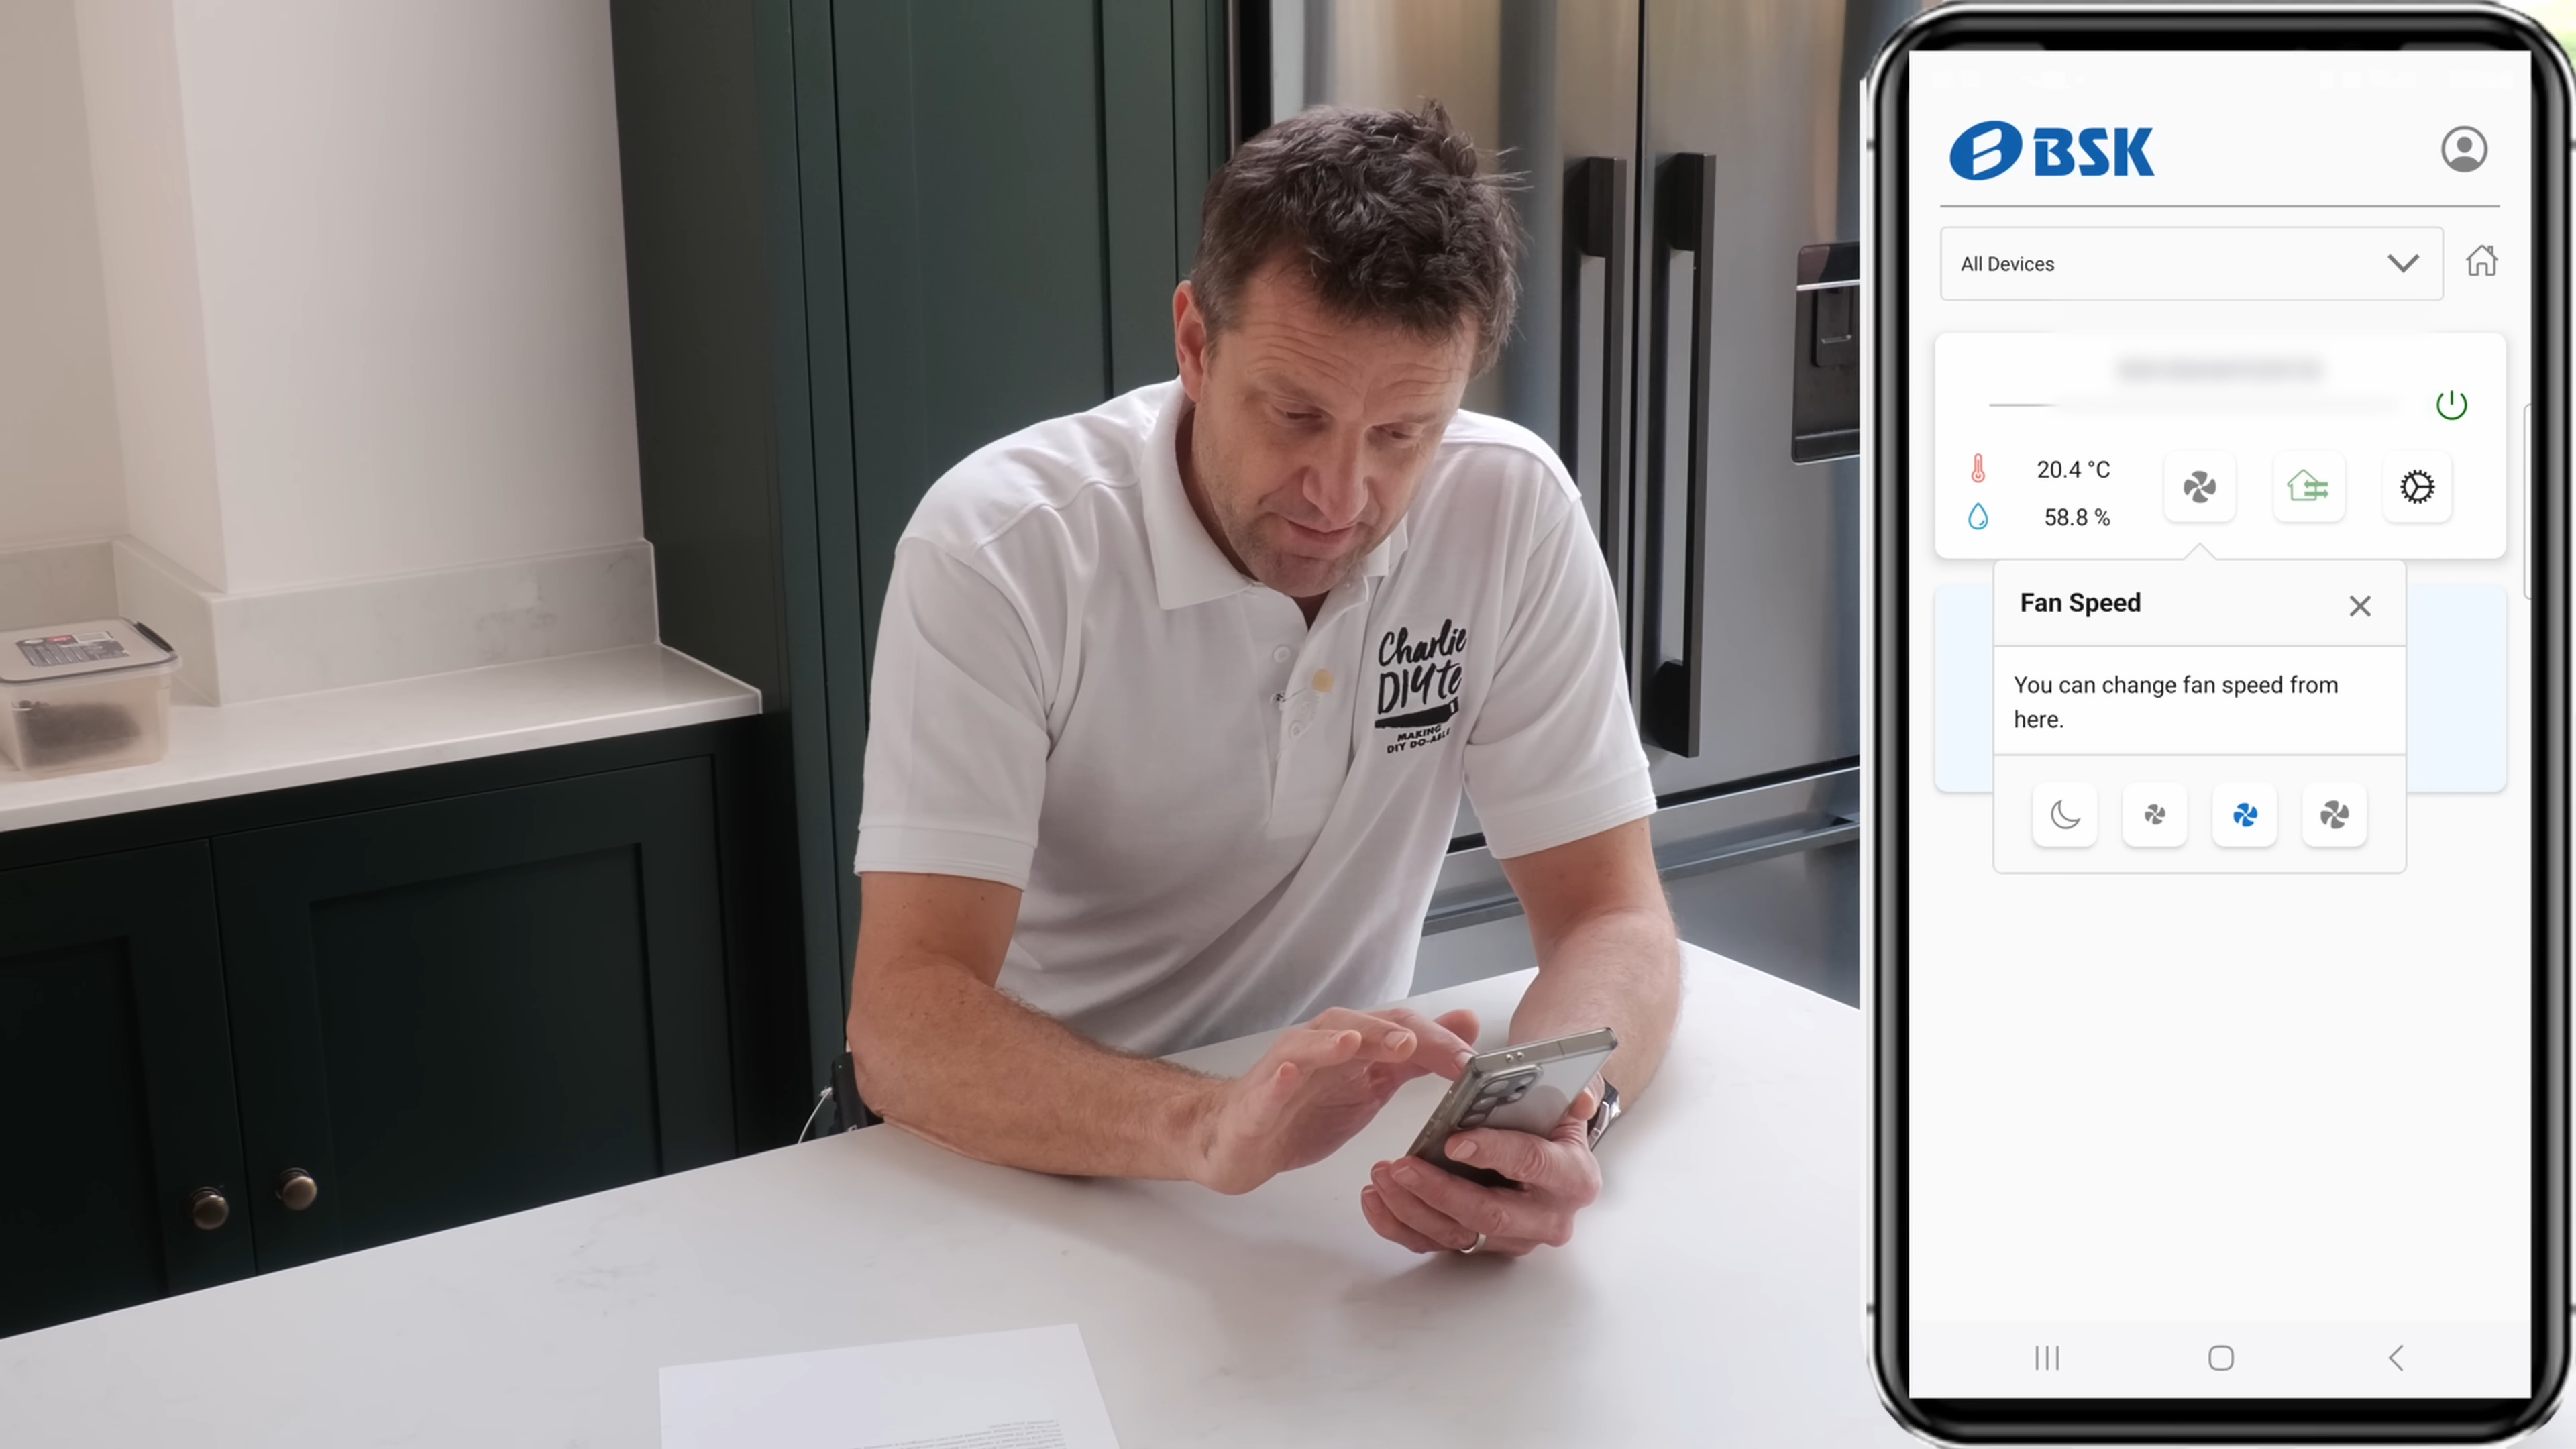 Charlie
DIYte
MAKING
DIY DO-ABLE
BSK
All Devices
20.4 °C
58.8 %
Fan Speed
You can change fan speed from
here.